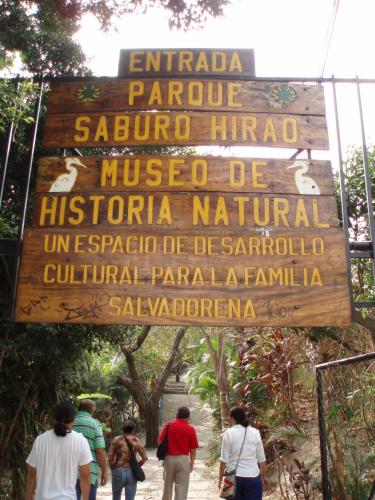 ENTRADA
PARQUE
SABURO HIRAO
MUSEO DE
HISTORIA NATURAL
UN ESPACIO DE DESARROLLO
CULTURAL PARA LA FAMILIA
SALVADOREÑA